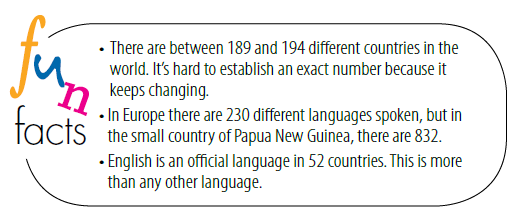 fun
facts
• There are between 189 and 194 different countries in the
world. It's hard to establish an exact number because it
keeps changing.
• In Europe there are 230 different languages spoken, but in
the small country of Papua New Guinea, there are 832.
• English is an official language in 52 countries. This is more
than any other language.